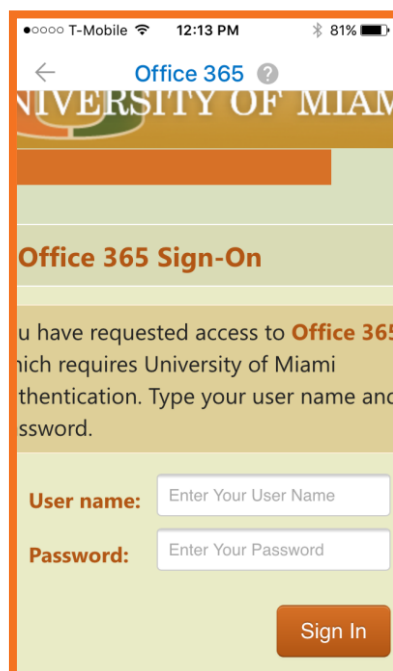 T-Mobile 12:13 PM 81%
Office 365 ?
NIVERSITY OF MIAM
Office 365 Sign-On
u have requested access to Office 365
ich requires University of Miami
thentication. Type your user name and
ssword.
User name: Enter Your User Name
Password: Enter Your Password
Sign In